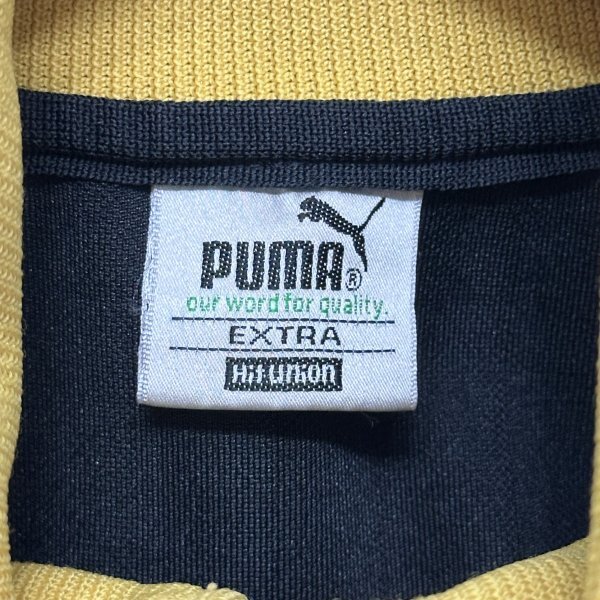 PUMA®
our word for quality.
EXTRA
Hit Union